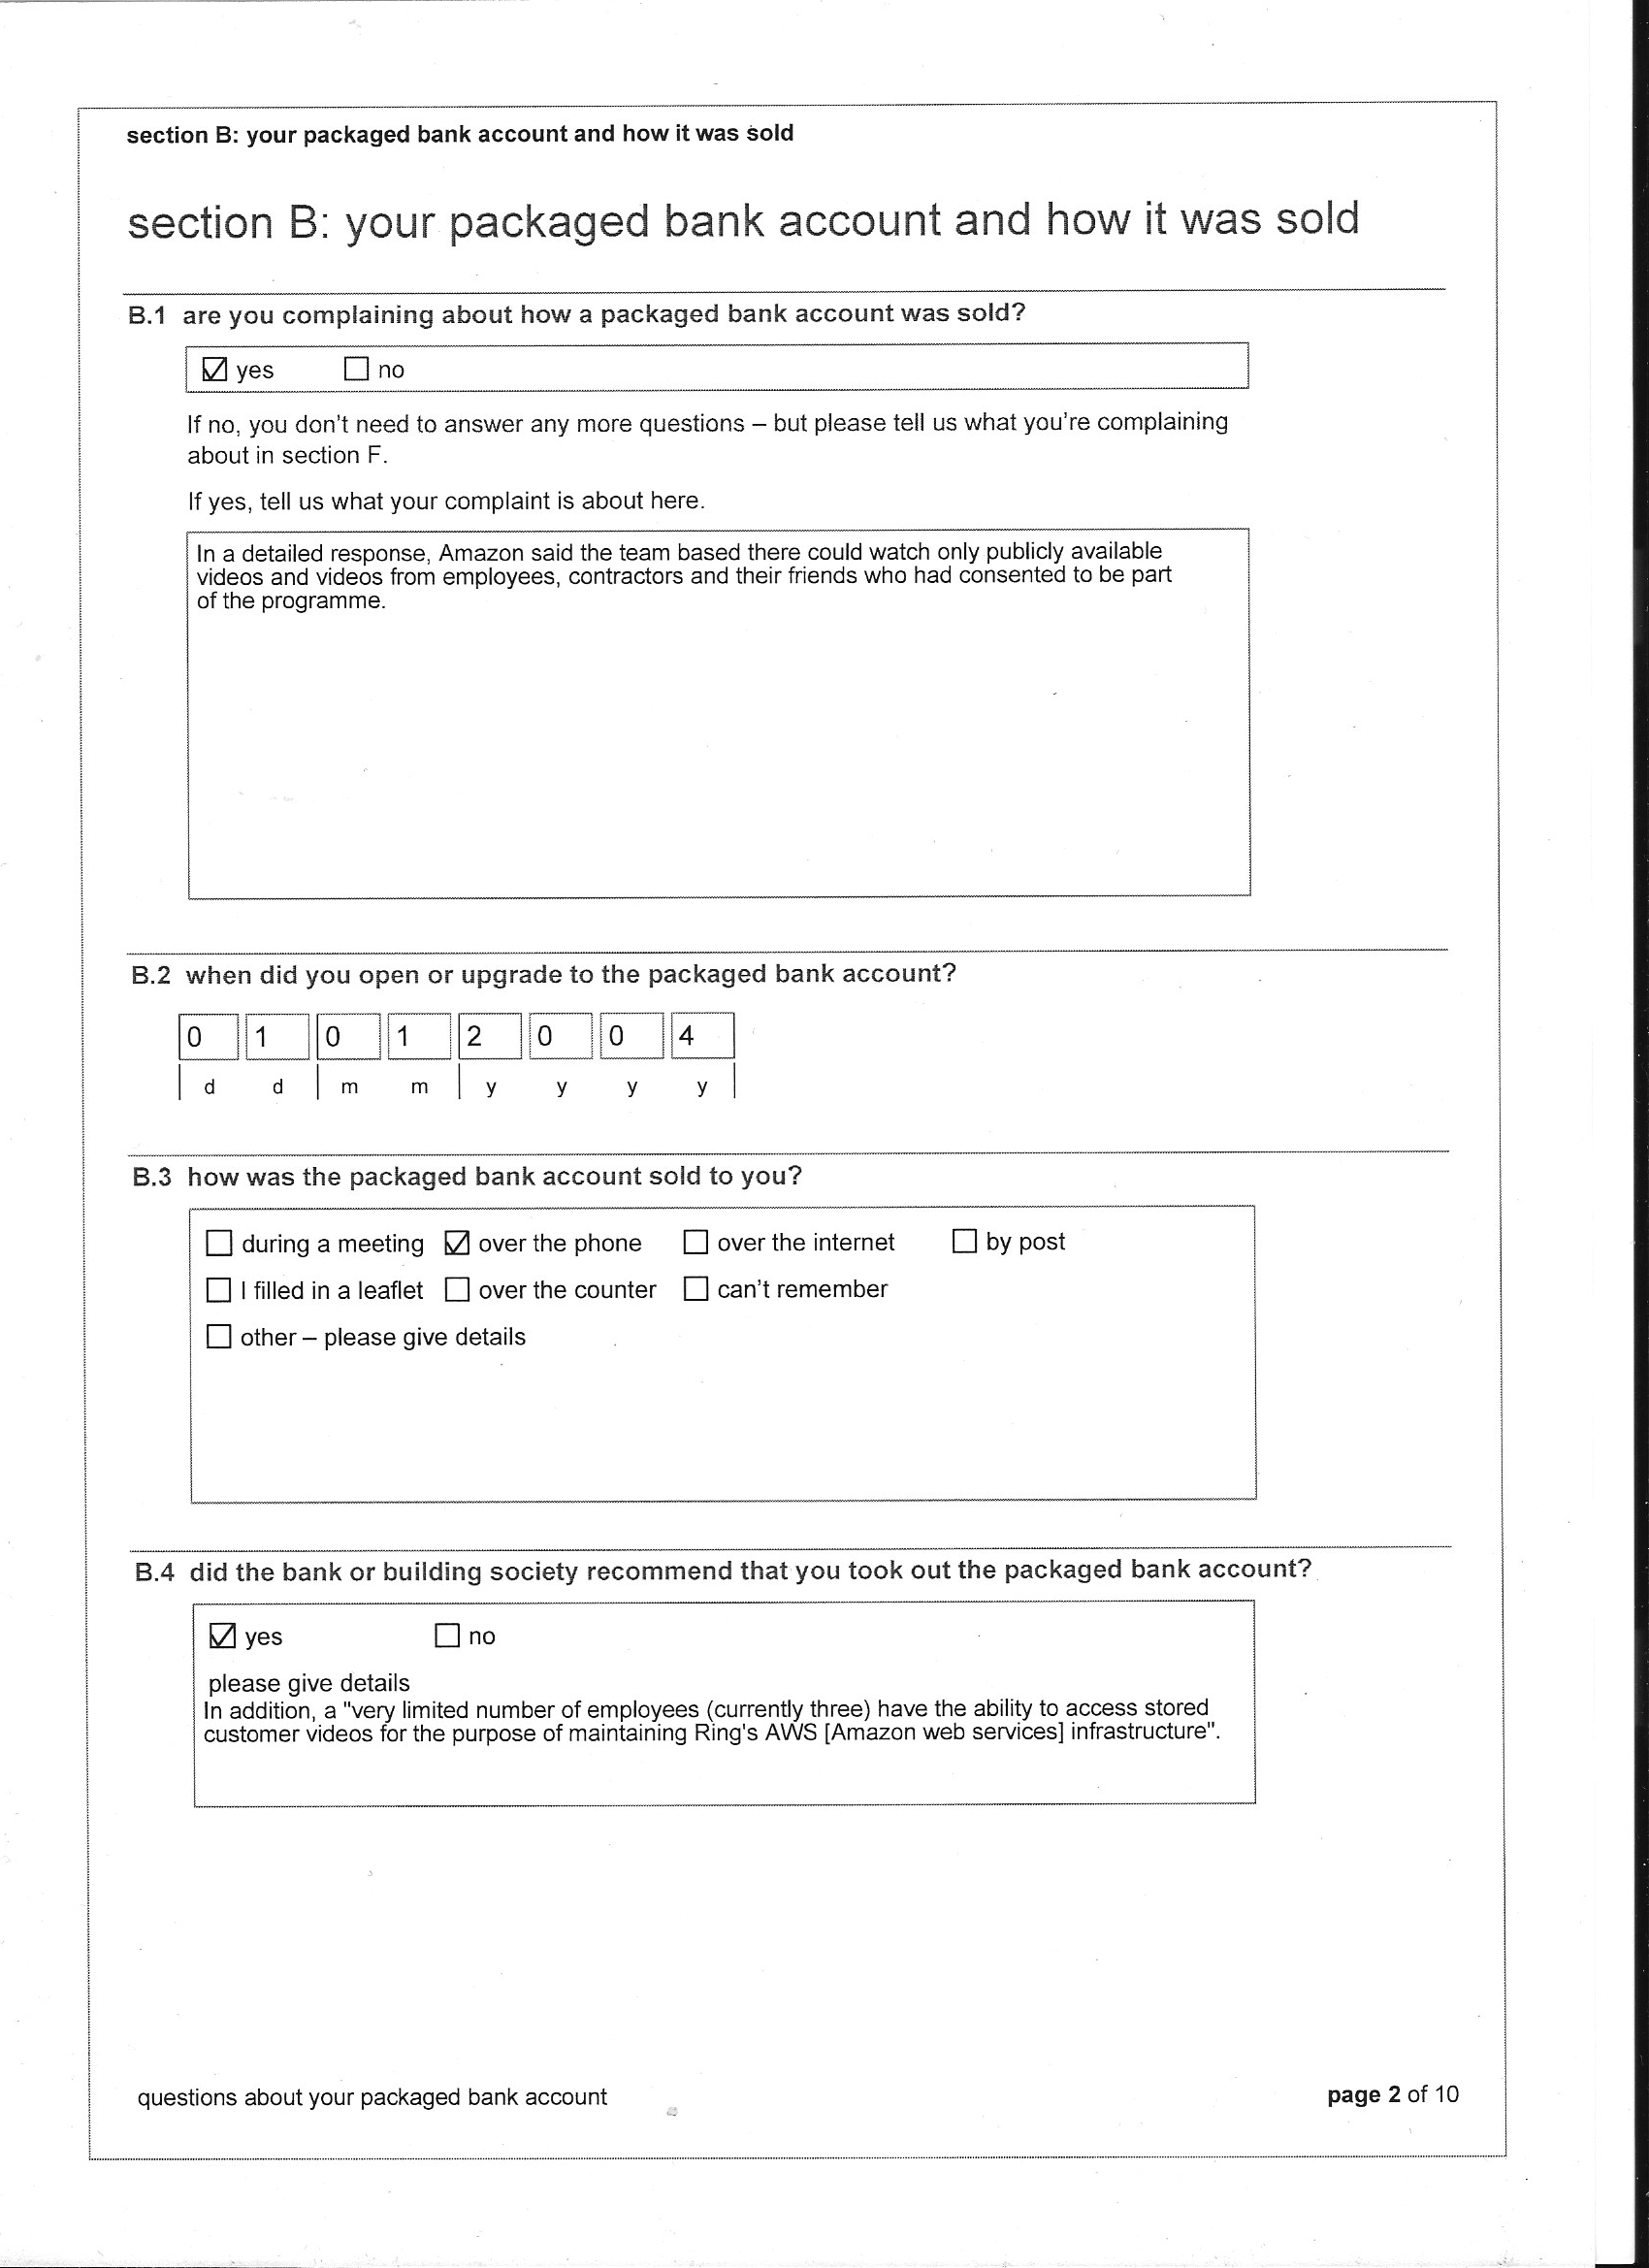 section B: your packaged bank account and how it was sold
section B: your packaged bank account and how it was sold
B.1 are you complaining about how a packaged bank account was sold?
☑ yes ☐ no
If no, you don't need to answer any more questions – but please tell us what you're complaining
about in section F.
If yes, tell us what your complaint is about here.
In a detailed response, Amazon said the team based there could watch only publicly available
videos and videos from employees, contractors and their friends who had consented to be part
of the programme.
B.2 when did you open or upgrade to the packaged bank account?
0 1 0 1 2 0 0 4
d d m m y y y y
B.3 how was the packaged bank account sold to you?
☐ during a meeting ☑ over the phone ☐ over the internet ☐ by post
☐ I filled in a leaflet ☐ over the counter ☐ can't remember
☐ other – please give details
B.4 did the bank or building society recommend that you took out the packaged bank account?
☑ yes ☐ no
please give details
In addition, a "very limited number of employees (currently three) have the ability to access stored
customer videos for the purpose of maintaining Ring's AWS [Amazon web services] infrastructure".
questions about your packaged bank account page 2 of 10